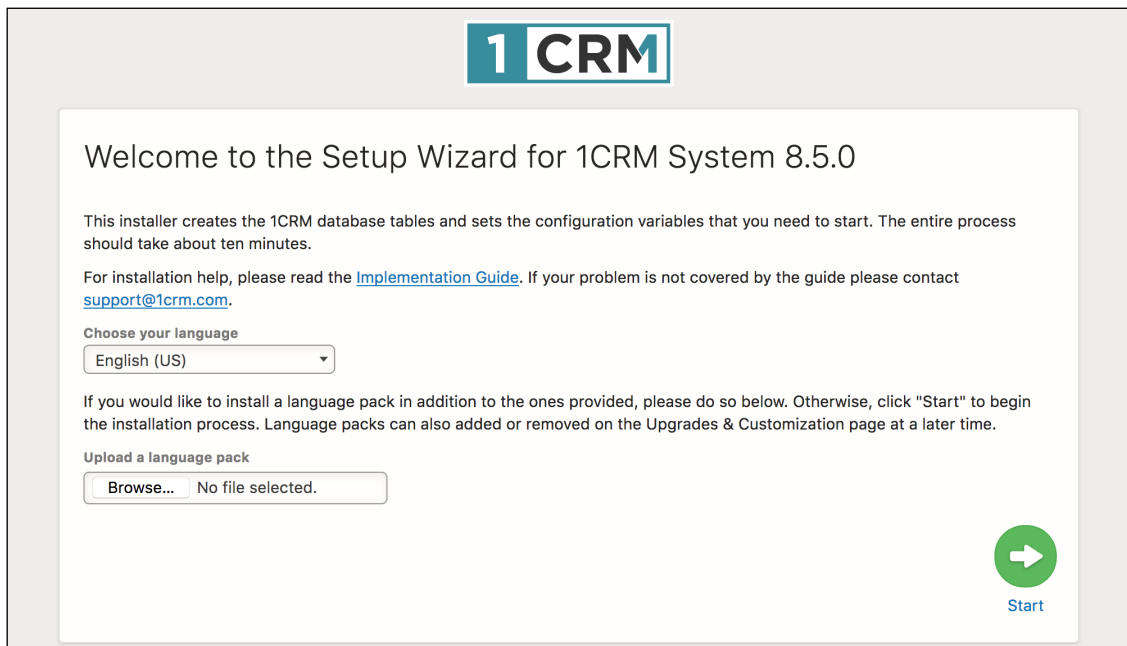 1 CRM
Welcome to the Setup Wizard for 1CRM System 8.5.0
This installer creates the 1CRM database tables and sets the configuration variables that you need to start. The entire process
should take about ten minutes.
For installation help, please read the Implementation Guide. If your problem is not covered by the guide please contact
support@1crm.com.
Choose your language
English (US)
If you would like to install a language pack in addition to the ones provided, please do so below. Otherwise, click "Start" to begin
the installation process. Language packs can also added or removed on the Upgrades & Customization page at a later time.
Upload a language pack
Browse... No file selected.
Start